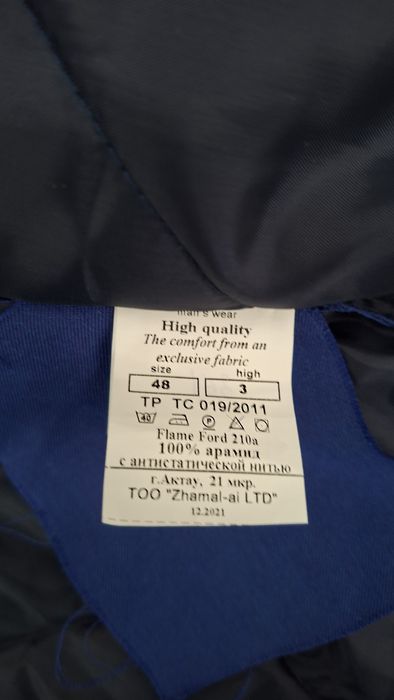 man's wear
High quality
The comfort from an
exclusive fabric
size high
48 3
ТР ТС 019/2011
40 P
Flame Ford 210a
100% арамид
с антистатической нитью
г.Актау, 21 мкр.
ТОО "Zhamal-ai LTD"
12.2021